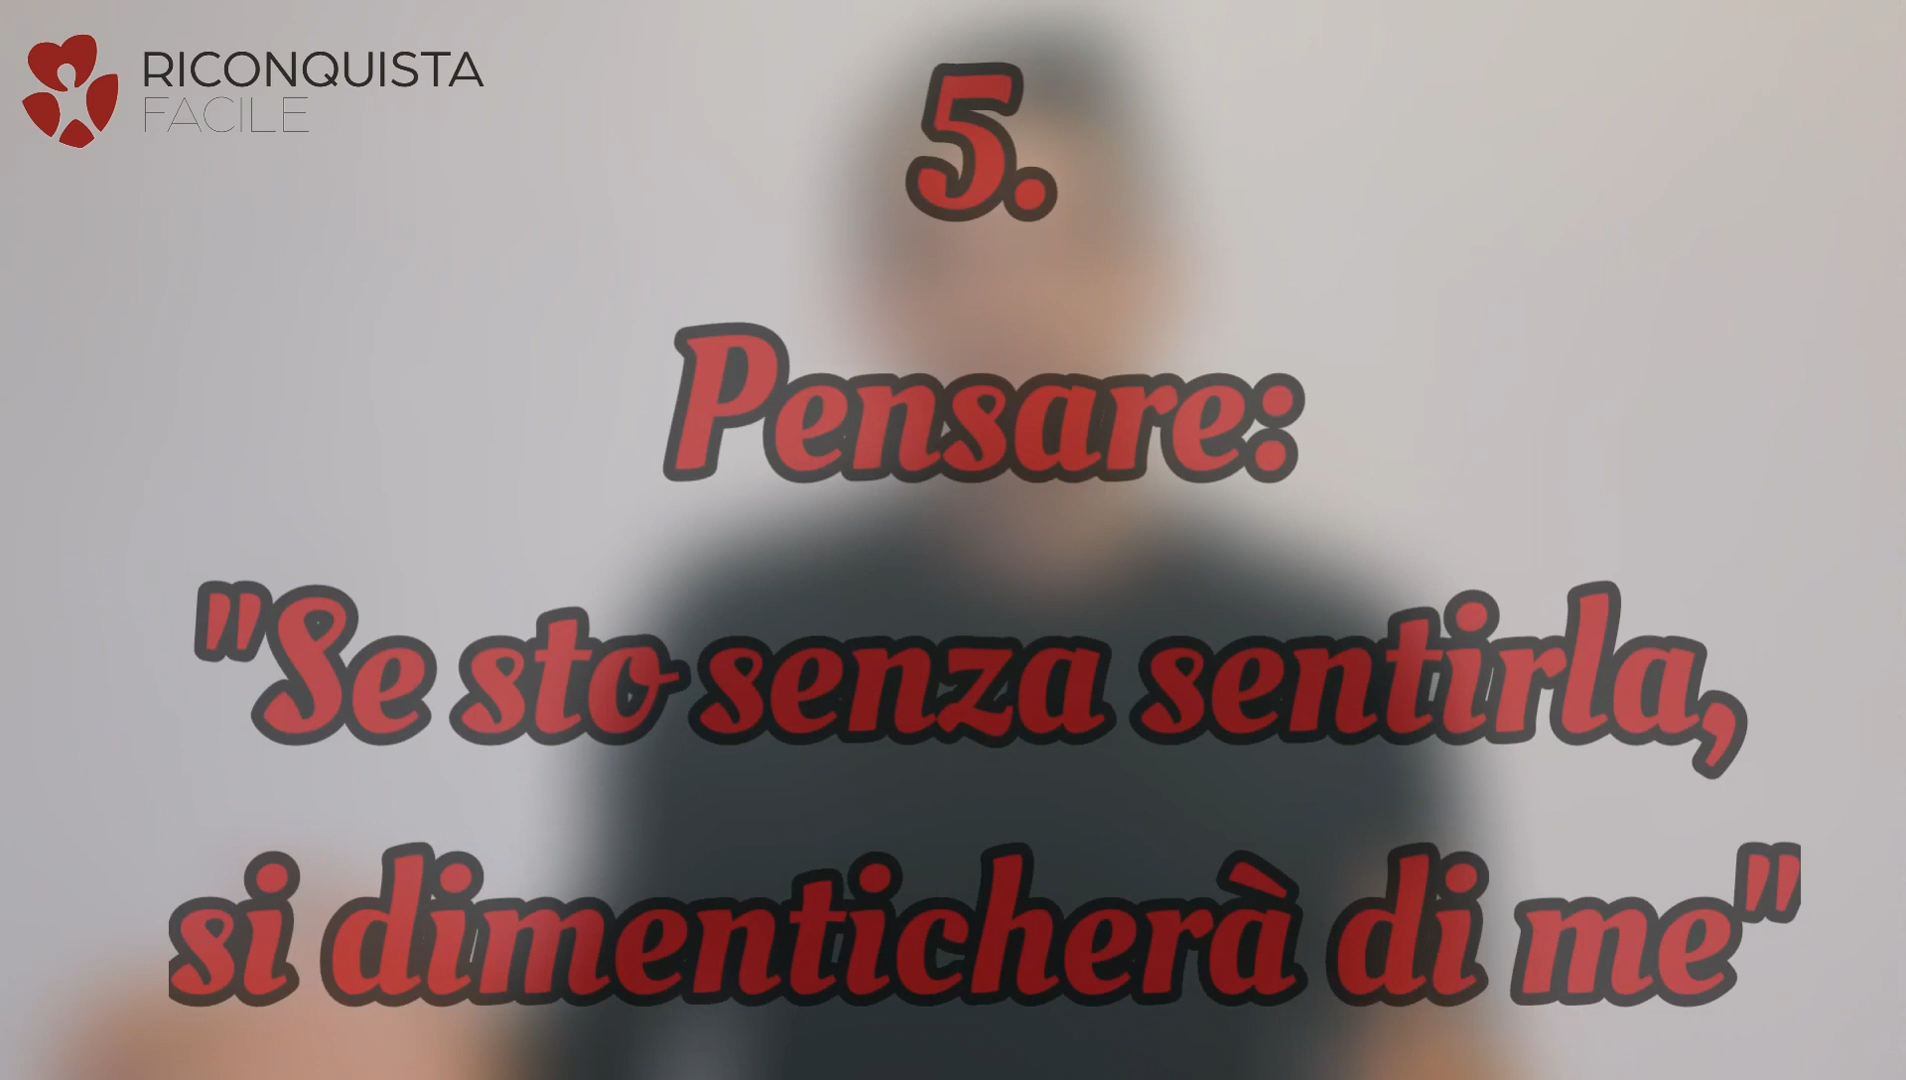 RICONQUISTA
FACILE
5.
Pensare:
"Se sto senza sentirla,
si dimenticherà di me"